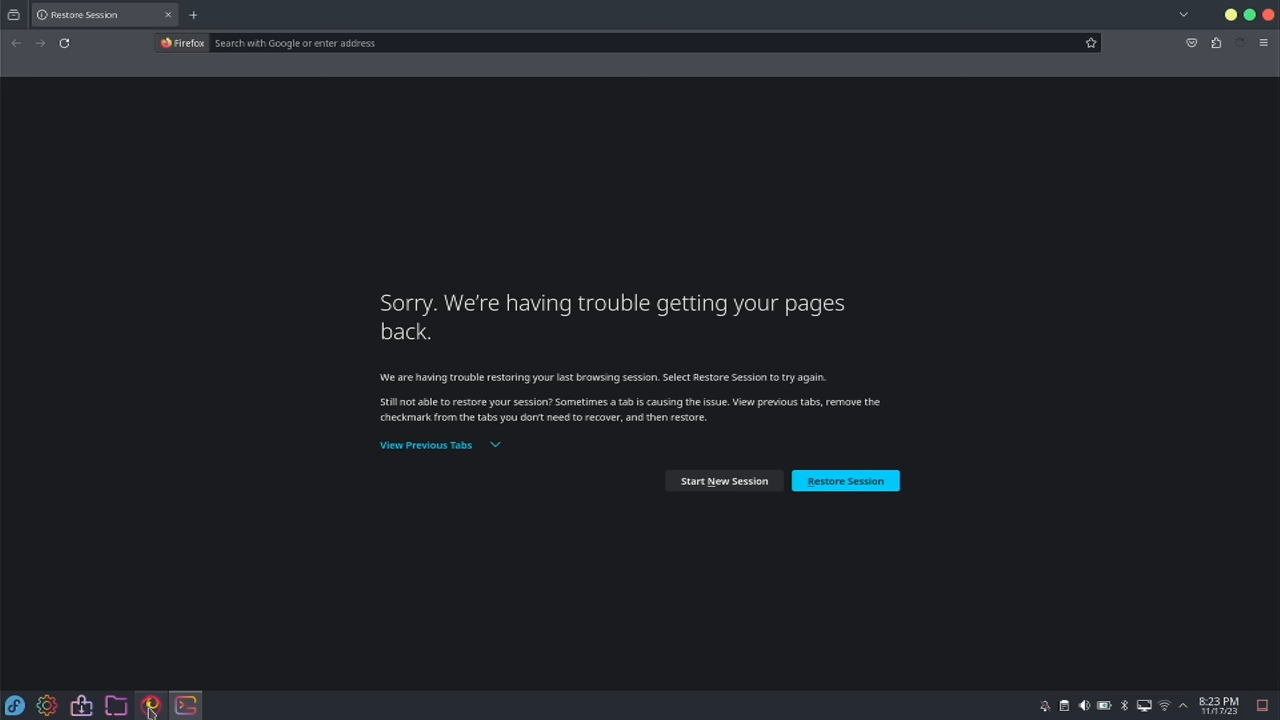 Restore Session
Firefox
Search with Google or enter address
Sorry. We're having trouble getting your pages
back.
We are having trouble restoring your last browsing session. Select Restore Session to try again.
Still not able to restore your session? Sometimes a tab is causing the issue. View previous tabs, remove the
checkmark from the tabs you don't need to recover, and then restore.
View Previous Tabs
Start New Session
Restore Session
8:23 PM
11/17/23